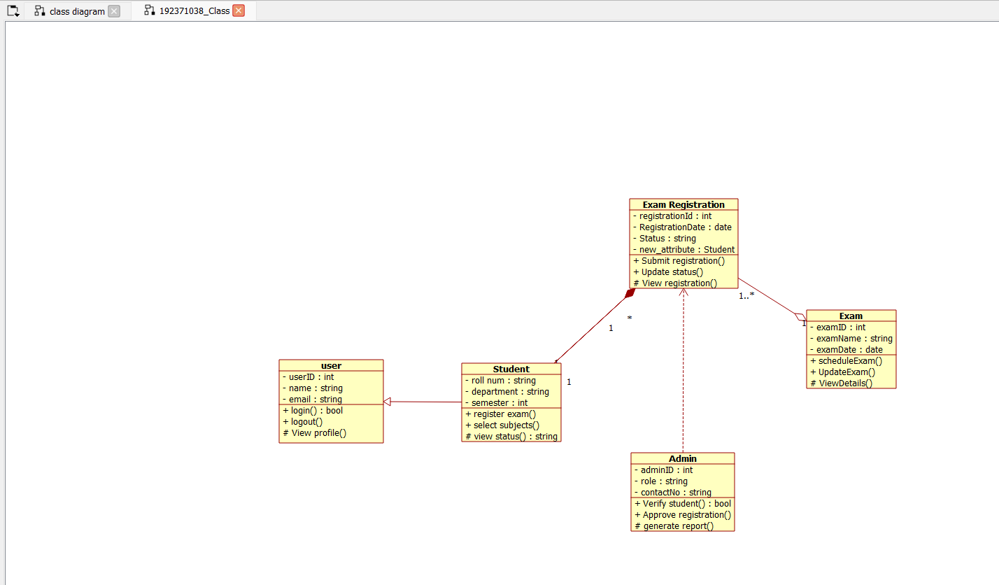 class diagram
192371038_Class
Exam Registration
- registrationId : int
- RegistrationDate : date
- Status : string
- new_attribute : Student
+ Submit registration()
+ Update status()
# View registration()
1..*
*
1
1
Exam
- examID : int
- examName : string
- examDate : date
+ scheduleExam()
+ UpdateExam()
# ViewDetails()
user
- userID : int
- name : string
- email : string
+ login() : bool
+ logout()
# View profile()
1
Student
- roll num : string
- department : string
- semester : int
+ register exam()
+ select subjects()
# view status() : string
1
Admin
- adminID : int
- role : string
- contactNo : string
+ Verify student() : bool
+ Approve registration()
# generate report()